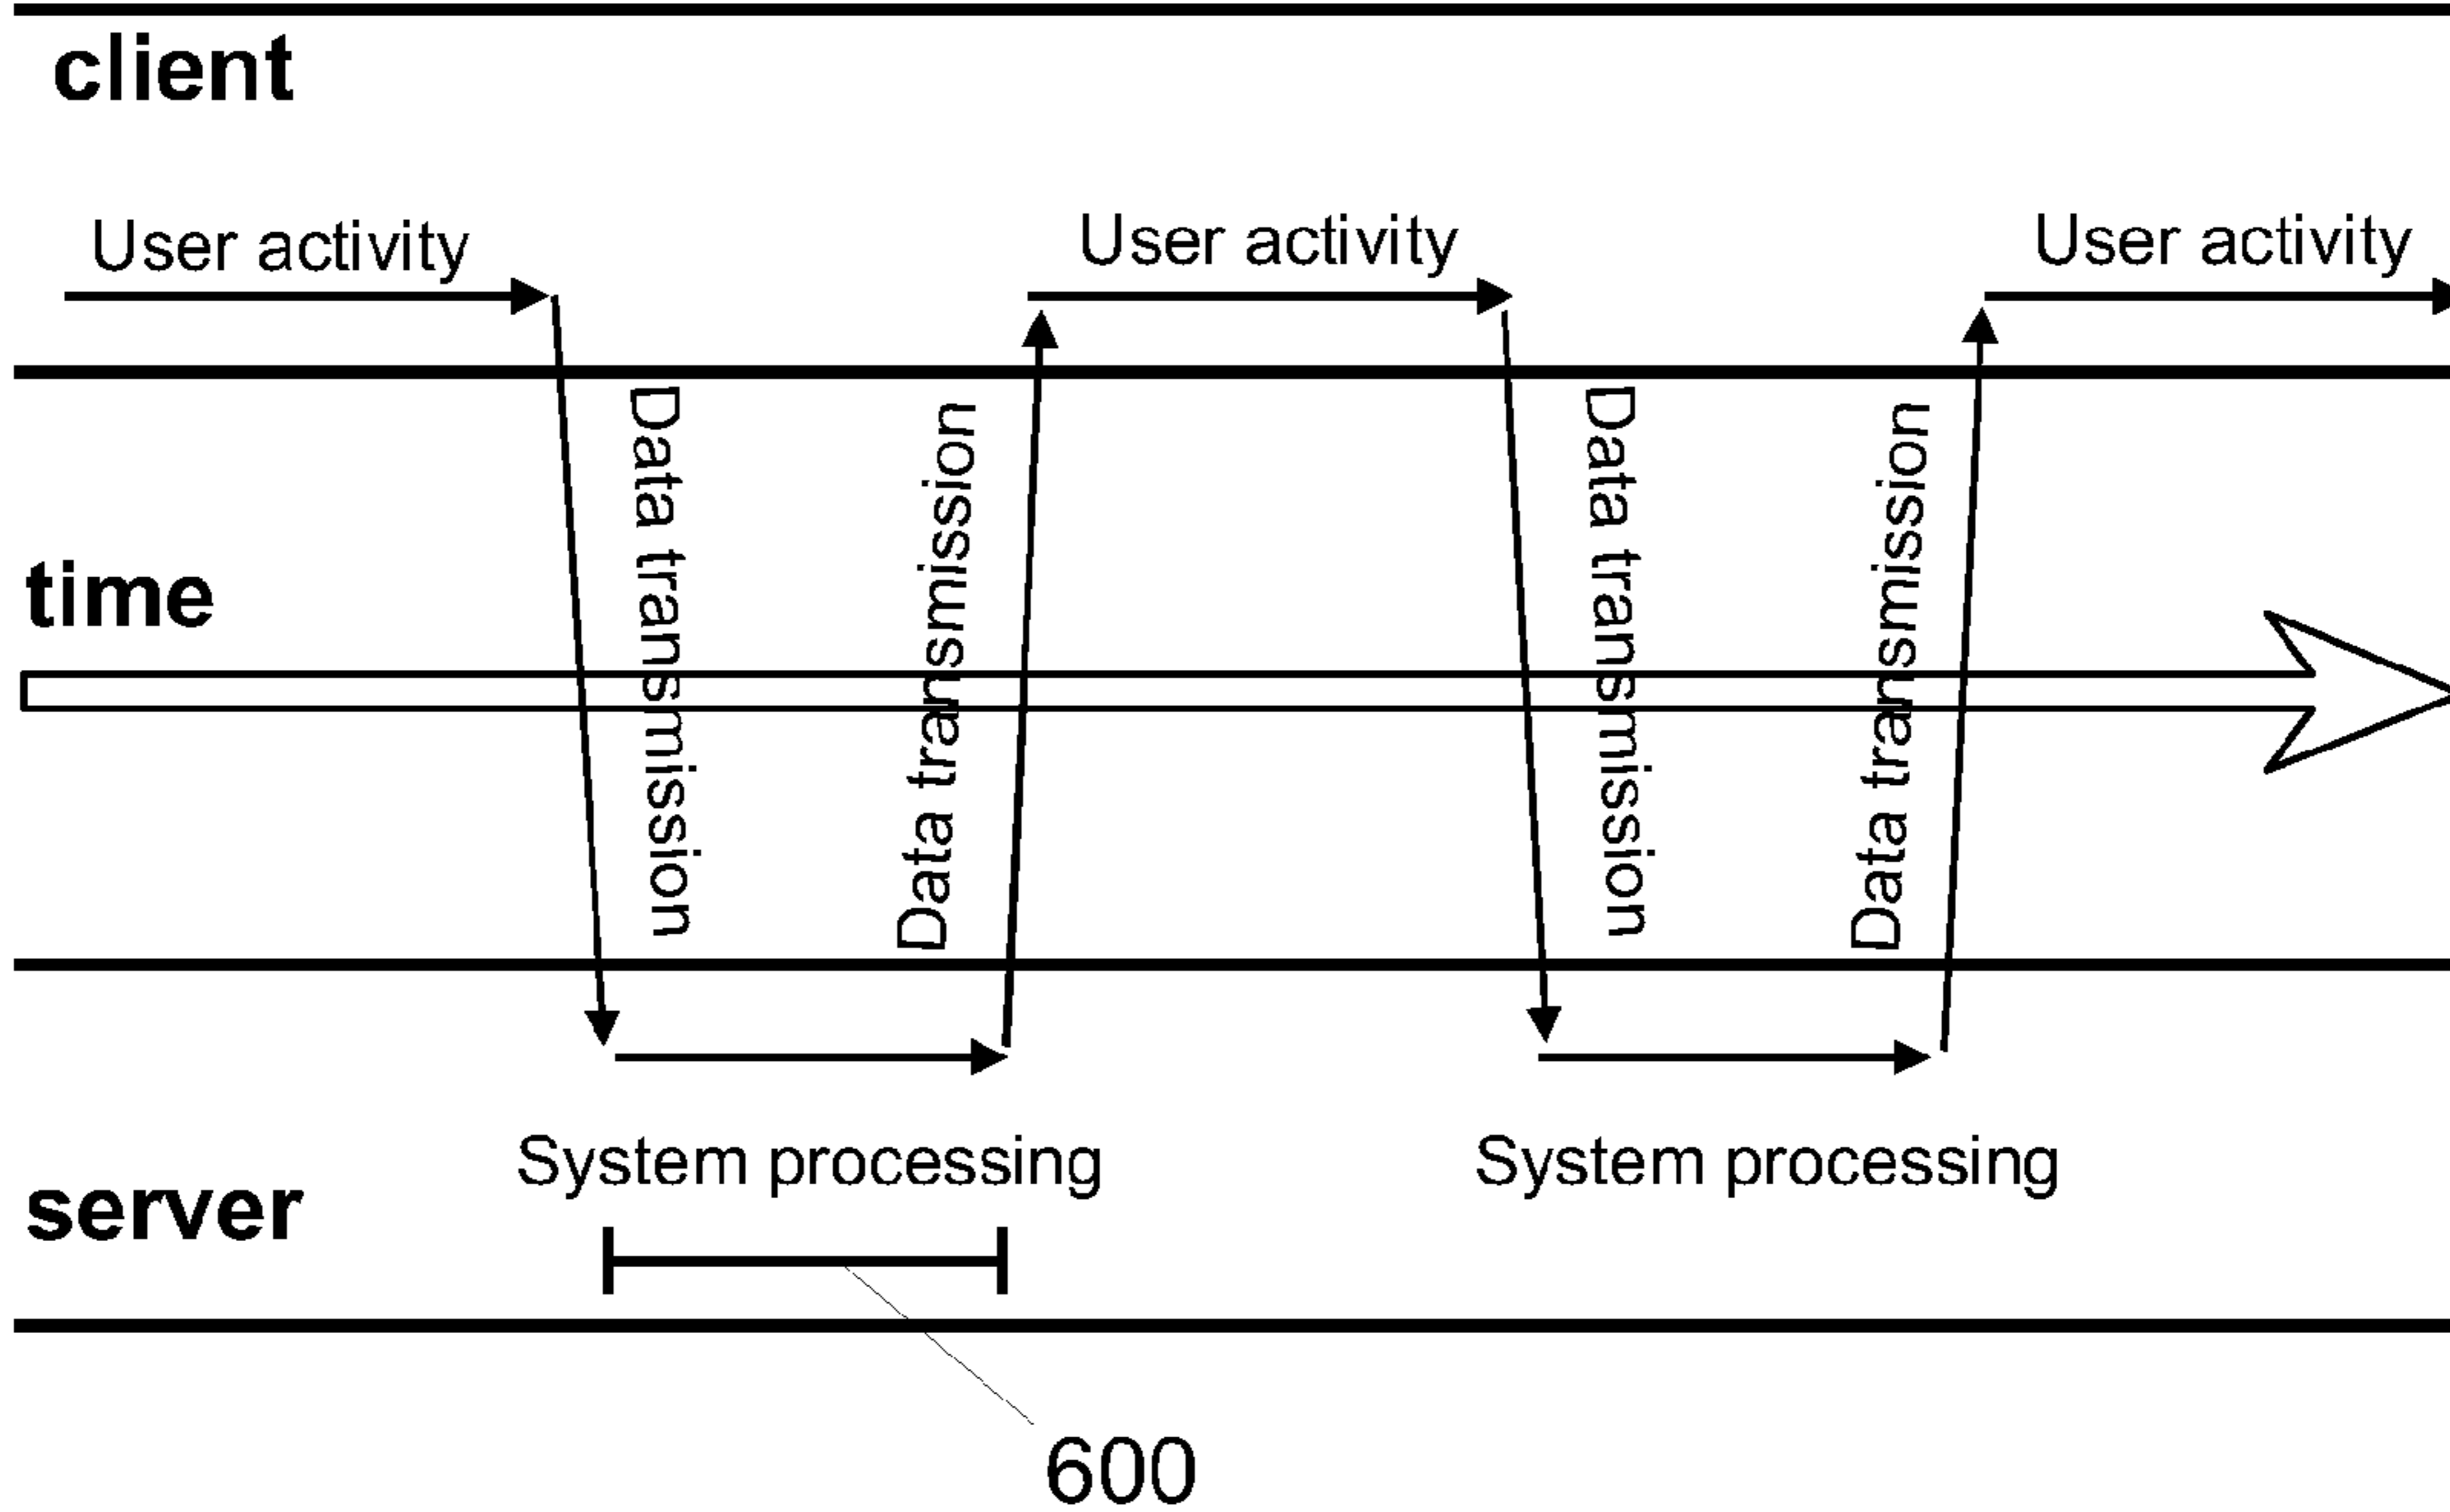 client
User activity
User activity
User activity
Data transmission
Data transmission
Data transmission
Data transmission
time
System processing
System processing
server
600